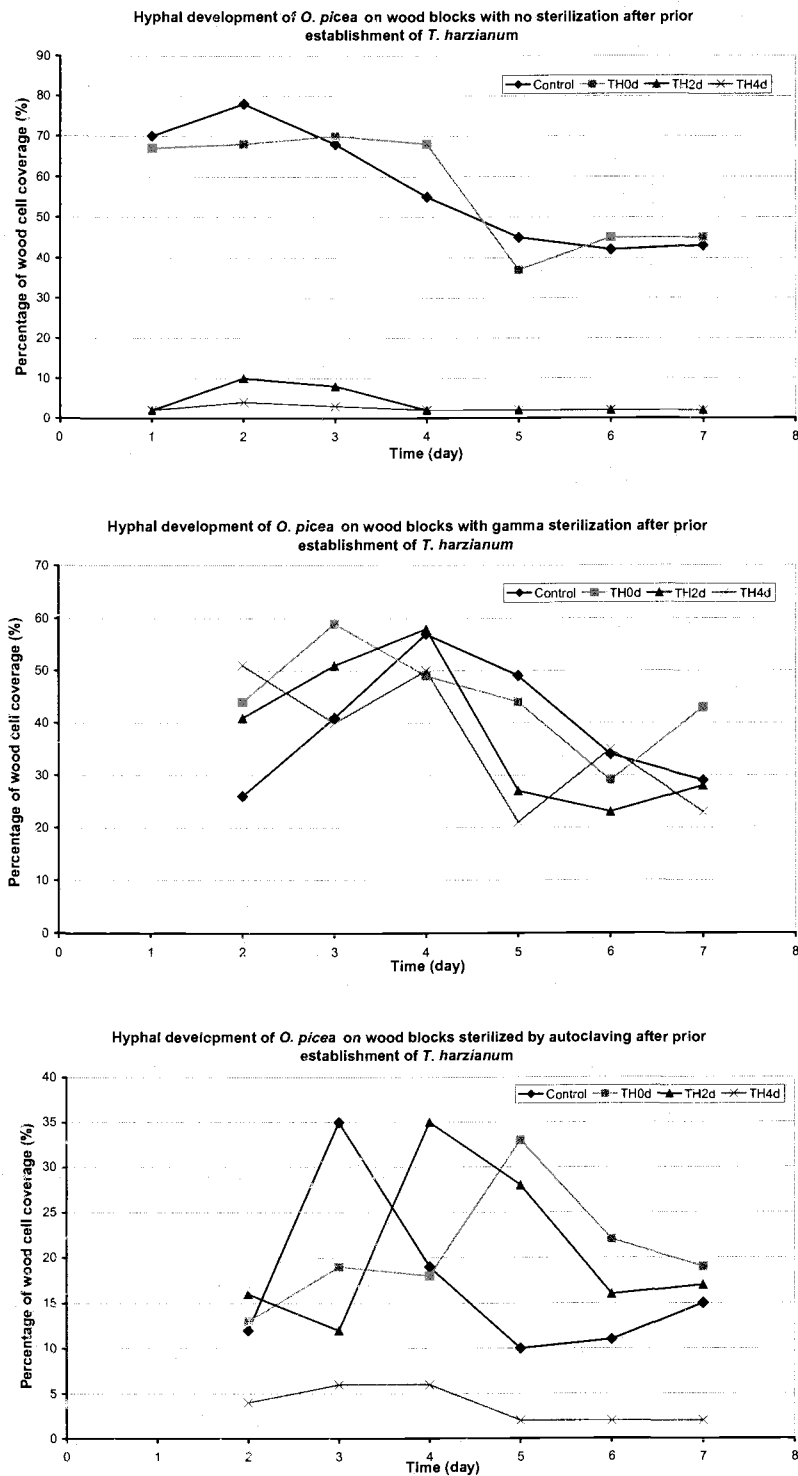 Hyphal development of O. picea on wood blocks with no sterilization after prior
establishment of T. harzianum
Percentage of wood cell coverage (%)
90
80
70
60
50
40
30
20
10
0
Control TH0d TH2d TH4d
0 1 2 3 4 5 6 7 8
Time (day)
Hyphal development of O. picea on wood blocks with gamma sterilization after prior
establishment of T. harzianum
Percentage of wood cell coverage (%)
70
60
50
40
30
20
10
0
Control TH0d TH2d TH4d
0 1 2 3 4 5 6 7 8
Time (day)
Hyphal development of O. picea on wood blocks sterilized by autoclaving after prior
establishment of T. harzianum
Percentage of wood cell coverage (%)
40
35
30
25
20
15
10
5
0
Control TH0d TH2d TH4d
0 1 2 3 4 5 6 7 8
Time (day)